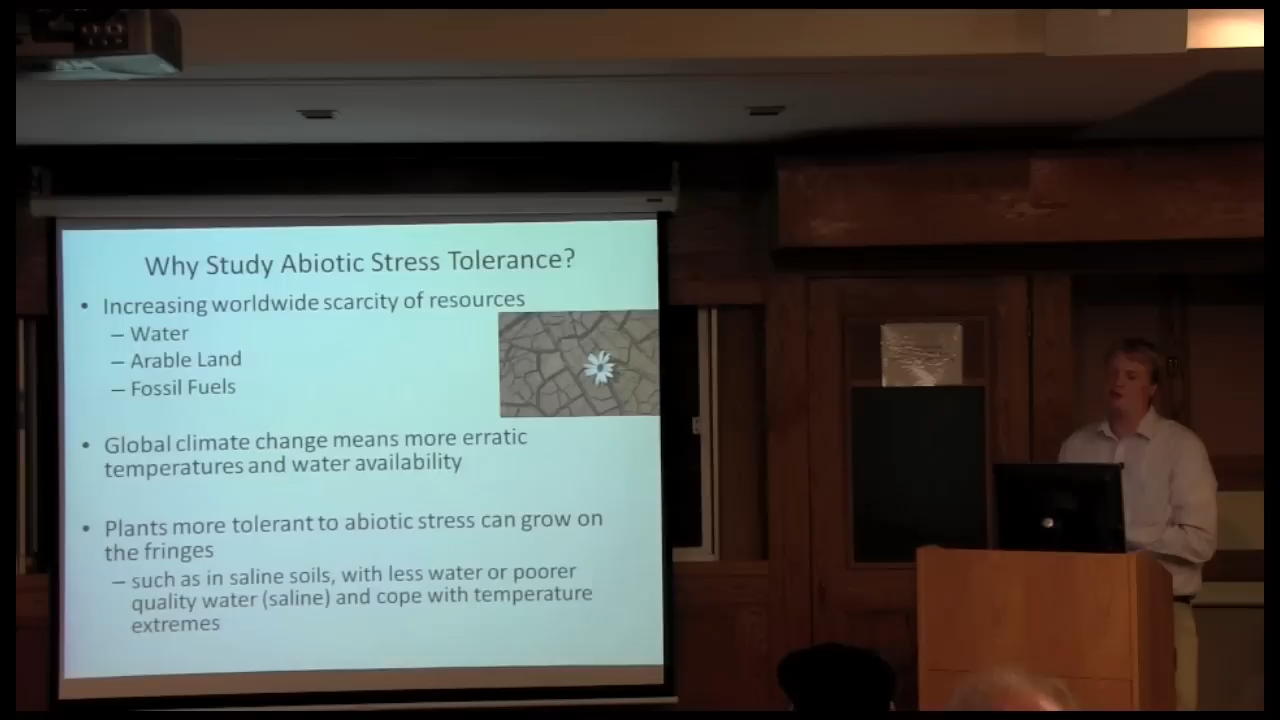 Why Study Abiotic Stress Tolerance?
• Increasing worldwide scarcity of resources
– Water
– Arable Land
– Fossil Fuels
• Global climate change means more erratic
temperatures and water availability
• Plants more tolerant to abiotic stress can grow on
the fringes
– such as in saline soils, with less water or poorer
quality water (saline) and cope with temperature
extremes